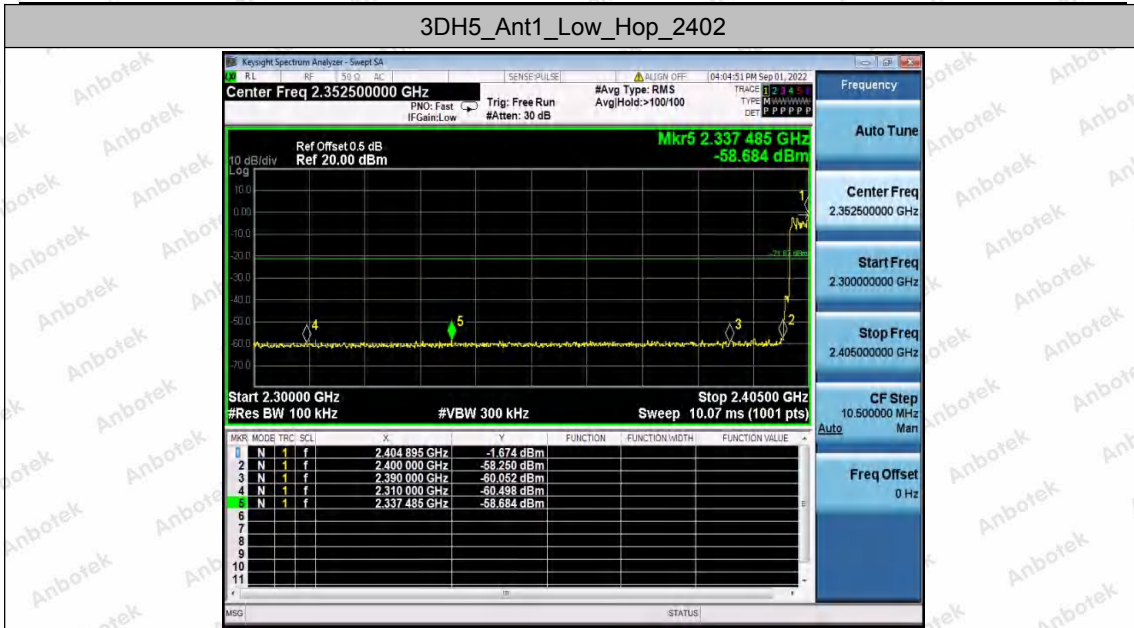 3DH5_Ant1_Low_Hop_2402
Keysight Spectrum Analyzer - Swept SA
RL RF 50 Ω AC SENSE:PULSE ALIGN OFF 04:04:51 PM Sep 01, 2022
Center Freq 2.352500000 GHz
PNO: Fast
IFGain:Low
Trig: Free Run
#Atten: 30 dB
#Avg Type: RMS
Avg|Hold:>100/100
TRACE 1 2 3 4 5 6
TYPE M WWWWW
DET P P P P P P
Mkr5 2.337 485 GHz
-58.684 dBm
Ref Offset 0.5 dB
10 dB/div Ref 20.00 dBm
Log
10.0
0.00
-10.0
-20.0
-30.0
-40.0
-50.0
-60.0
-70.0
1
2
3
4
5
Start 2.30000 GHz Stop 2.40500 GHz
#Res BW 100 kHz #VBW 300 kHz Sweep 10.07 ms (1001 pts)
MKR MODE TRC SCL X Y FUNCTION FUNCTION WIDTH FUNCTION VALUE
1 N 1 f 2.404 895 GHz -1.674 dBm
2 N 1 f 2.400 000 GHz -58.250 dBm
3 N 1 f 2.390 000 GHz -60.052 dBm
4 N 1 f 2.310 000 GHz -60.498 dBm
5 N 1 f 2.337 485 GHz -58.684 dBm
6
7
8
9
10
11
MSG STATUS
Frequency
Auto Tune
Center Freq
2.352500000 GHz
Start Freq
2.300000000 GHz
Stop Freq
2.405000000 GHz
CF Step
10.500000 MHz
Auto Man
Freq Offset
0 Hz
Anbotek